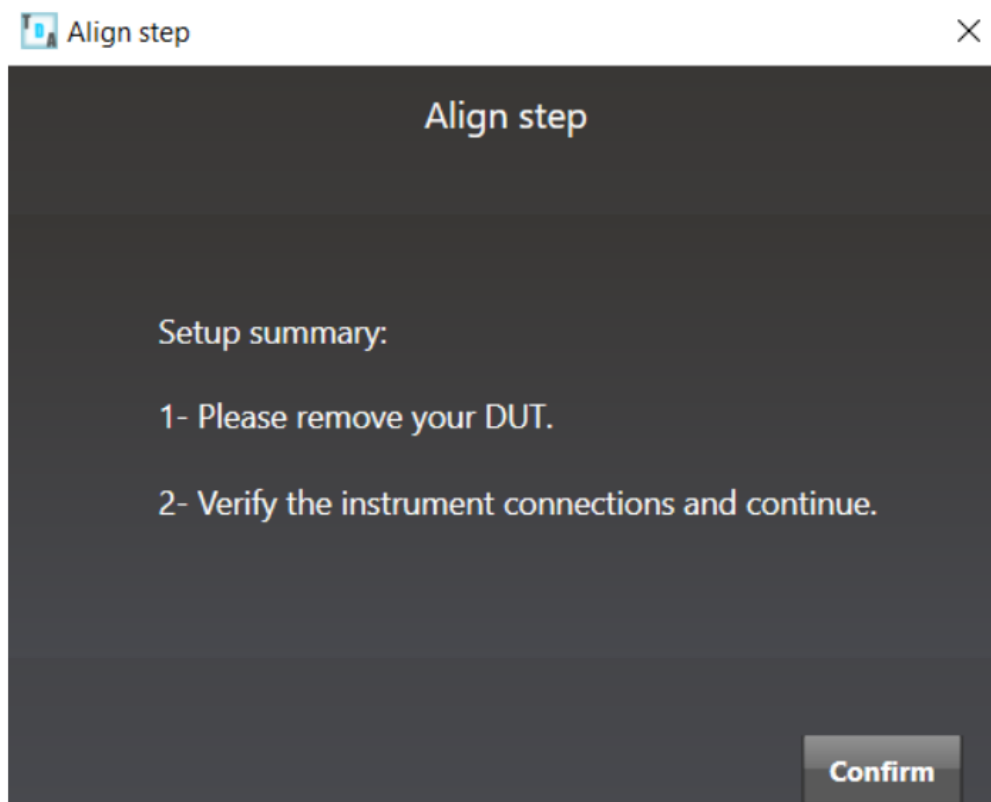 TDA Align step
Align step
Setup summary:
1- Please remove your DUT.
2- Verify the instrument connections and continue.
Confirm